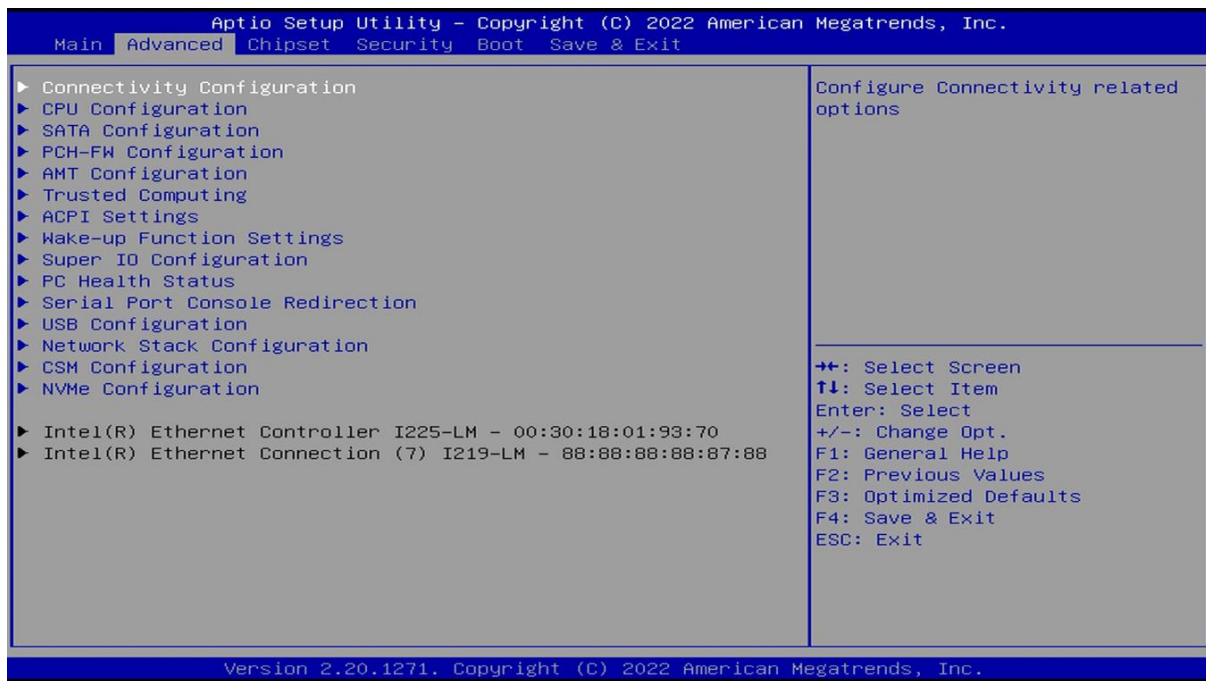 Aptio Setup Utility – Copyright (C) 2022 American Megatrends, Inc.
Main Advanced Chipset Security Boot Save & Exit
▶ Connectivity Configuration
▶ CPU Configuration
▶ SATA Configuration
▶ PCH-FW Configuration
▶ AMT Configuration
▶ Trusted Computing
▶ ACPI Settings
▶ Wake-up Function Settings
▶ Super IO Configuration
▶ PC Health Status
▶ Serial Port Console Redirection
▶ USB Configuration
▶ Network Stack Configuration
▶ CSM Configuration
▶ NVMe Configuration
▶ Intel(R) Ethernet Controller I225-LM - 00:30:18:01:93:70
▶ Intel(R) Ethernet Connection (7) I219-LM - 88:88:88:88:87:88
Configure Connectivity related
options
→←: Select Screen
↑↓: Select Item
Enter: Select
+/-: Change Opt.
F1: General Help
F2: Previous Values
F3: Optimized Defaults
F4: Save & Exit
ESC: Exit
Version 2.20.1271. Copyright (C) 2022 American Megatrends, Inc.